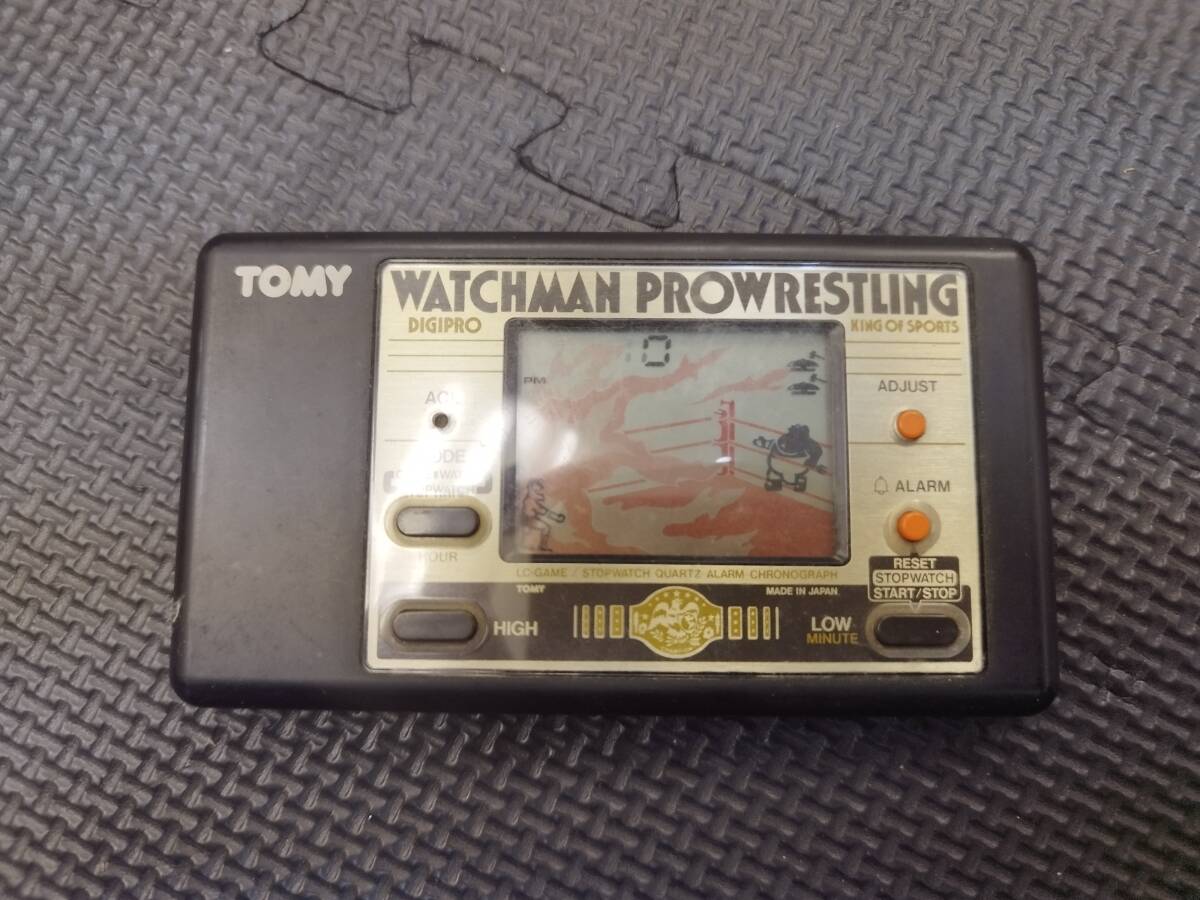 TOMY
WATCHMAN PROWRESTLING
DIGIPRO
KING OF SPORTS
10
PM
ADJUST
ALARM
HOUR
RESET
STOPWATCH
START/STOP
LC-GAME / STOPWATCH QUARTZ ALARM CHRONOGRAPH
TOMY
MADE IN JAPAN
HIGH
LOW
MINUTE